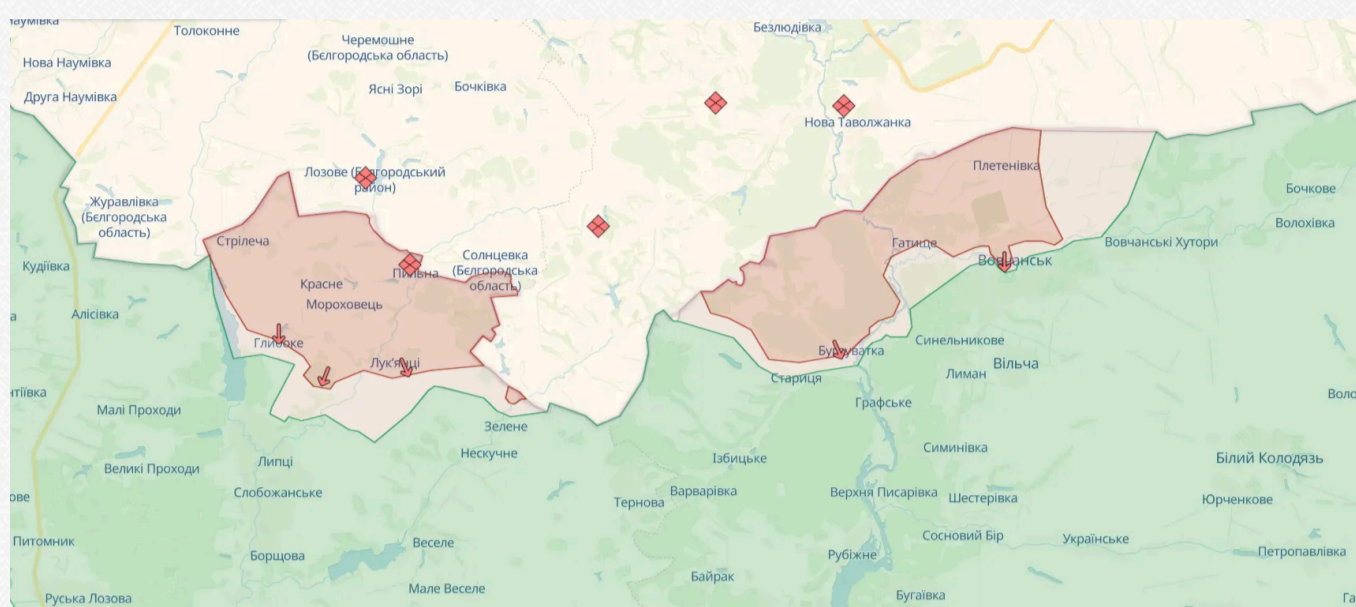 Толоконне
Безлюдівка
Черемошне
(Бєлгородська область)
Нова Наумівка
Ясні Зорі
Бочківка
Друга Наумівка
Нова Таволжанка
Плетенівка
Лозове (Бєлгородський
район)
Бочкове
Журавлівка
(Бєлгородська
область)
Волохівка
Стрілеча
Гатище
Вовчанські Хутори
Солнцевка
(Бєлгородська
область)
Вовчанськ
Кудіївка
Пильна
Красне
Мороховець
Алісівка
Глибоке
Синельникове
Бугруватка
Лук'янці
Вільча
Лиман
Стариця
Графське
Малі Проходи
Зелене
Нескучне
Симинівка
Ізбицьке
Білий Колодязь
Липці
Великі Проходи
Слобожанське
Варварівка
Тернова
Верхня Писарівка
Шестерівка
Юрченкове
Сосновий Бір
Українське
Питомник
Веселе
Борщова
Рубіжне
Петропавлівка
Байрак
Мале Веселе
Бугаївка
Руська Лозова